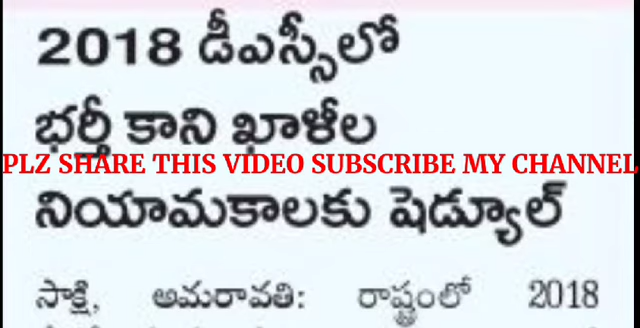 2018 డీఎస్సీలో
భర్తీ కాని ఖాళీల
PLZ SHARE THIS VIDEO SUBSCRIBE MY CHANNEL
నియామకాలకు షెడ్యూల్
సాక్షి, అమరావతి: రాష్ట్రంలో 2018